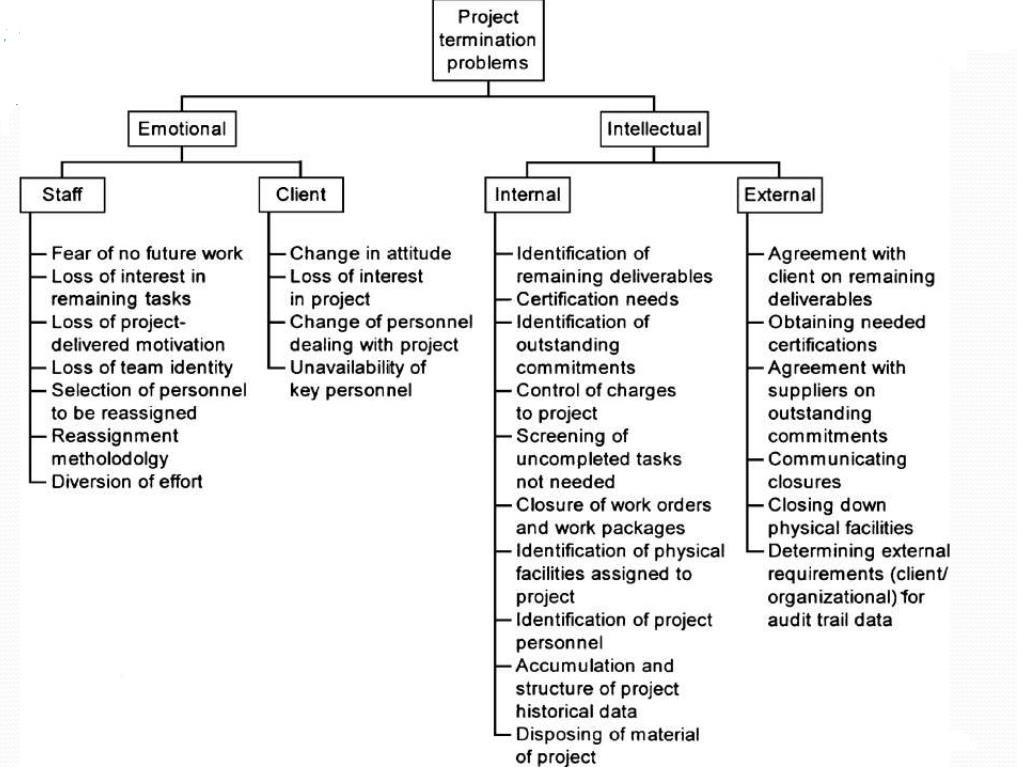 Project
termination
problems
Emotional
Intellectual
Staff
Client
Internal
External
Fear of no future work
Loss of interest in
remaining tasks
Loss of project-
delivered motivation
Loss of team identity
Selection of personnel
to be reassigned
Reassignment
metholodolgy
Diversion of effort
Change in attitude
Loss of interest
in project
Change of personnel
dealing with project
Unavailability of
key personnel
Identification of
remaining deliverables
Certification needs
Identification of
outstanding
commitments
Control of charges
to project
Screening of
uncompleted tasks
not needed
Closure of work orders
and work packages
Identification of physical
facilities assigned to
project
Identification of project
personnel
Accumulation and
structure of project
historical data
Disposing of material
of project
Agreement with
client on remaining
deliverables
Obtaining needed
certifications
Agreement with
suppliers on
outstanding
commitments
Communicating
closures
Closing down
physical facilities
Determining external
requirements (client/
organizational) for
audit trail data